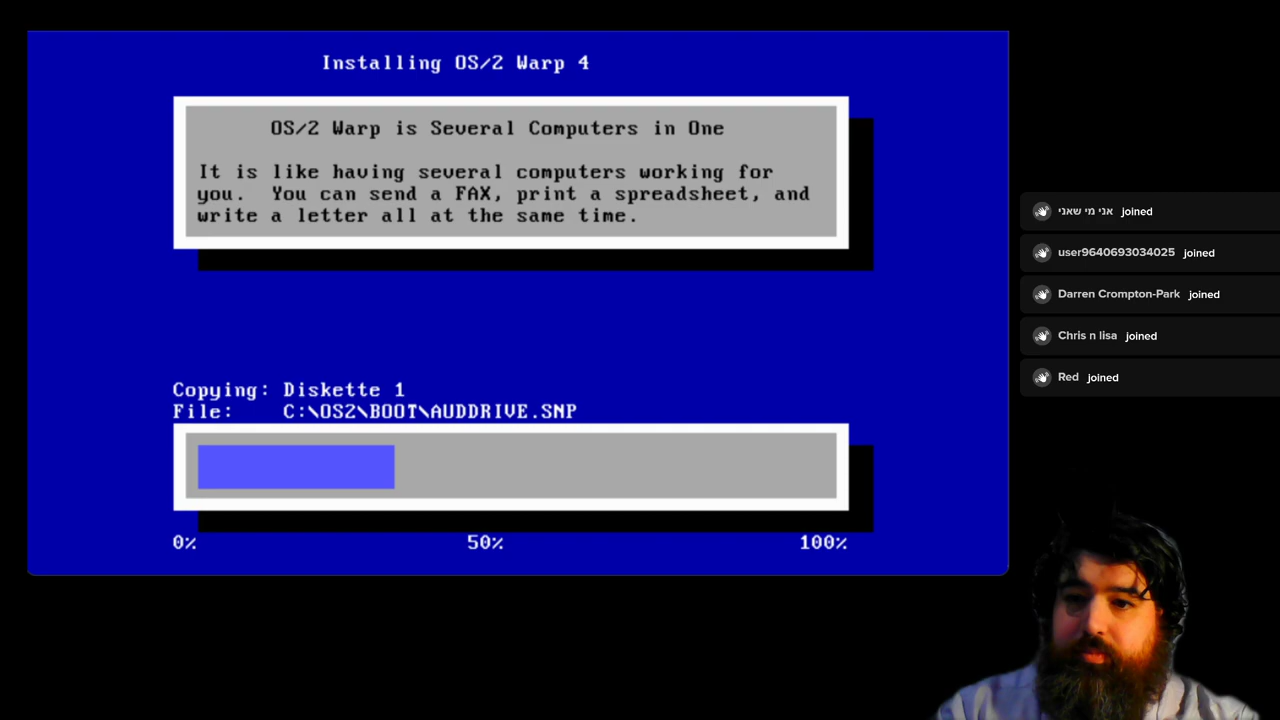 Installing OS/2 Warp 4
OS/2 Warp is Several Computers in One
It is like having several computers working for
you. You can send a FAX, print a spreadsheet, and
write a letter all at the same time.
Copying: Diskette 1
File: C:\OS2\BOOT\AUDDRIVE.SNP
0% 50% 100%
אני מי שאני joined
user9640693034025 joined
Darren Crompton-Park joined
Chris n lisa joined
Red joined